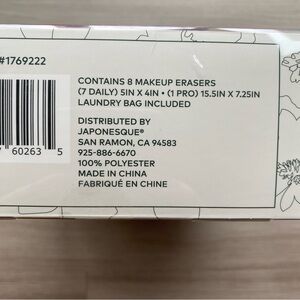 #1769222
CONTAINS 8 MAKEUP ERASERS
(7 DAILY) 5IN X 4IN • (1 PRO) 15.5IN X 7.25IN
LAUNDRY BAG INCLUDED
DISTRIBUTED BY
JAPONESQUE®
SAN RAMON, CA 94583
925-886-6670
100% POLYESTER
MADE IN CHINA
FABRIQUÉ EN CHINE
60263 5